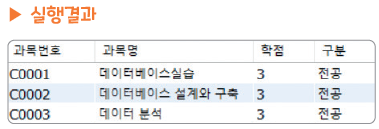 ▶ 실행결과
과목번호 과목명 학점 구분
C0001 데이터베이스실습 3 전공
C0002 데이터베이스 설계와 구축 3 전공
C0003 데이터 분석 3 전공